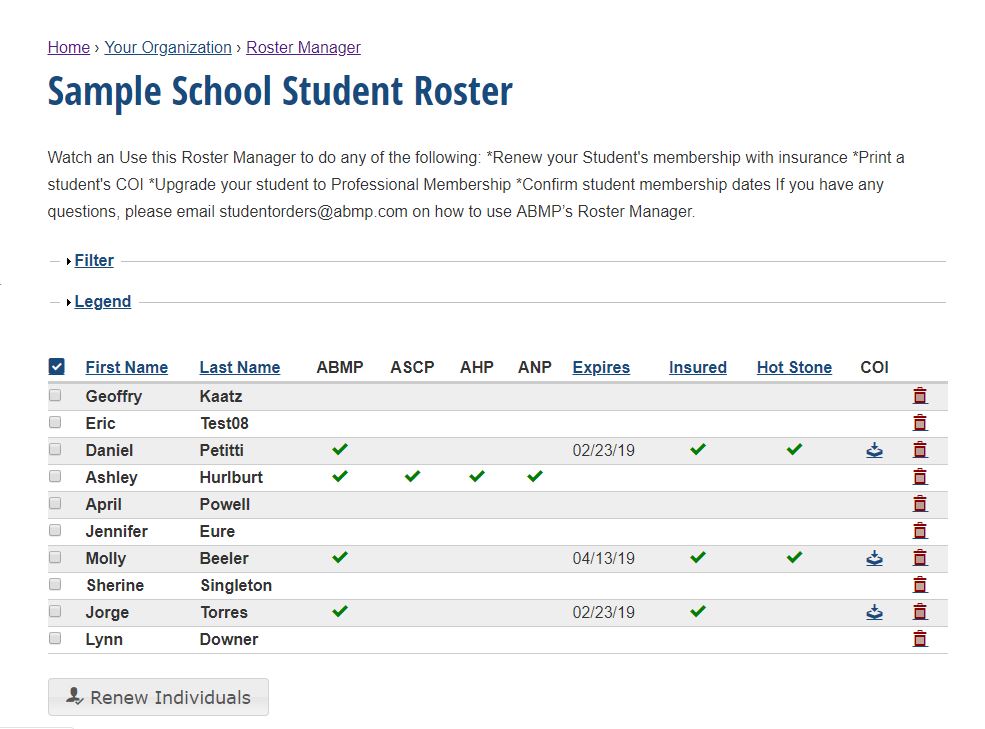 Home › Your Organization › Roster Manager
Sample School Student Roster
Watch an Use this Roster Manager to do any of the following: *Renew your Student's membership with insurance *Print a
student's COI *Upgrade your student to Professional Membership *Confirm student membership dates If you have any
questions, please email studentorders@abmp.com on how to use ABMP’s Roster Manager.
Filter
Legend
First Name Last Name ABMP ASCP AHP ANP Expires Insured Hot Stone COI
Geoffry Kaatz
Eric Test08
Daniel Petitti 02/23/19
Ashley Hurlburt
April Powell
Jennifer Eure
Molly Beeler 04/13/19
Sherine Singleton
Jorge Torres 02/23/19
Lynn Downer
Renew Individuals